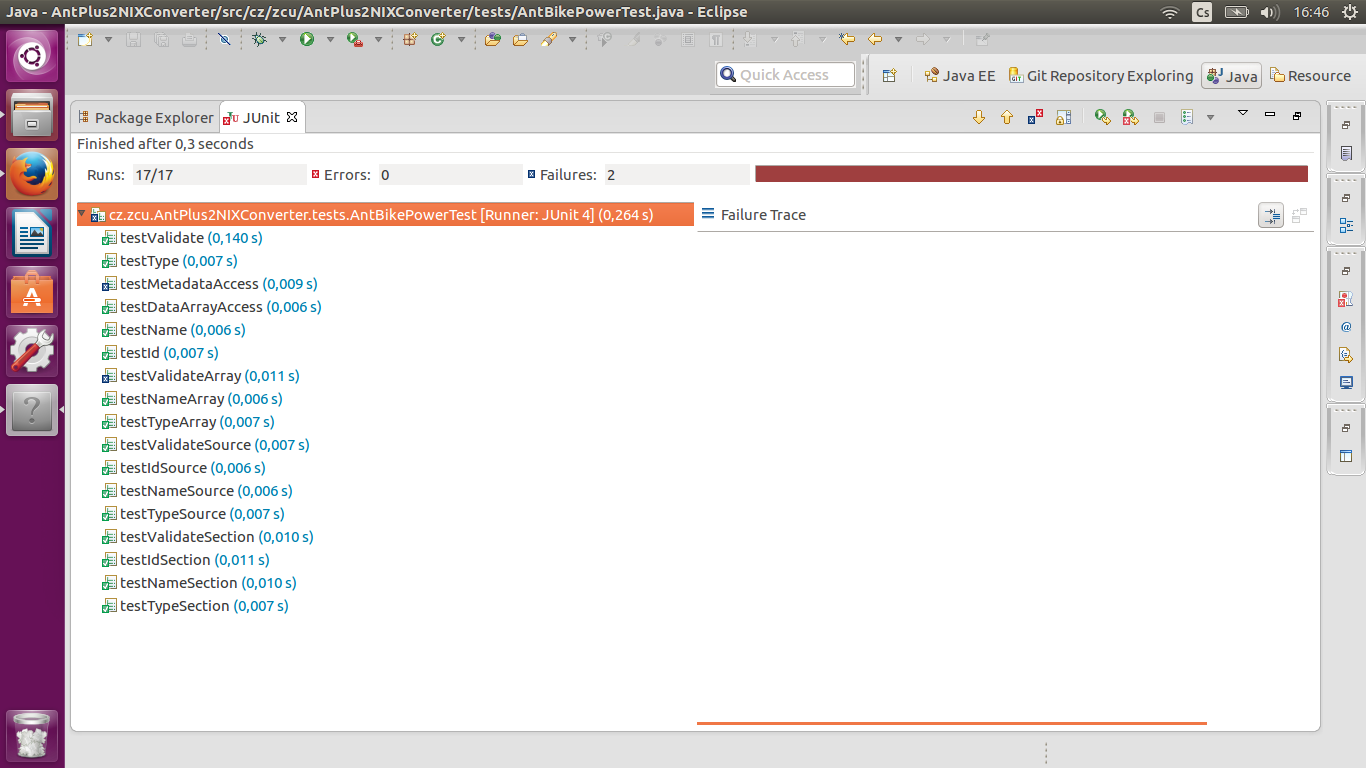 Java - AntPlus2NIXConverter/src/cz/zcu/AntPlus2NIXConverter/tests/AntBikePowerTest.java - Eclipse
Cs
16:46
Quick Access
Java EE
Git Repository Exploring
Java
Resource
Package Explorer
JUnit
Finished after 0,3 seconds
Runs: 17/17
Errors: 0
Failures: 2
cz.zcu.AntPlus2NIXConverter.tests.AntBikePowerTest [Runner: JUnit 4] (0,264 s)
Failure Trace
testValidate (0,140 s)
testType (0,007 s)
testMetadataAccess (0,009 s)
testDataArrayAccess (0,006 s)
testName (0,006 s)
testId (0,007 s)
testValidateArray (0,011 s)
testNameArray (0,006 s)
testTypeArray (0,007 s)
testValidateSource (0,007 s)
testIdSource (0,006 s)
testNameSource (0,006 s)
testTypeSource (0,007 s)
testValidateSection (0,010 s)
testIdSection (0,011 s)
testNameSection (0,010 s)
testTypeSection (0,007 s)